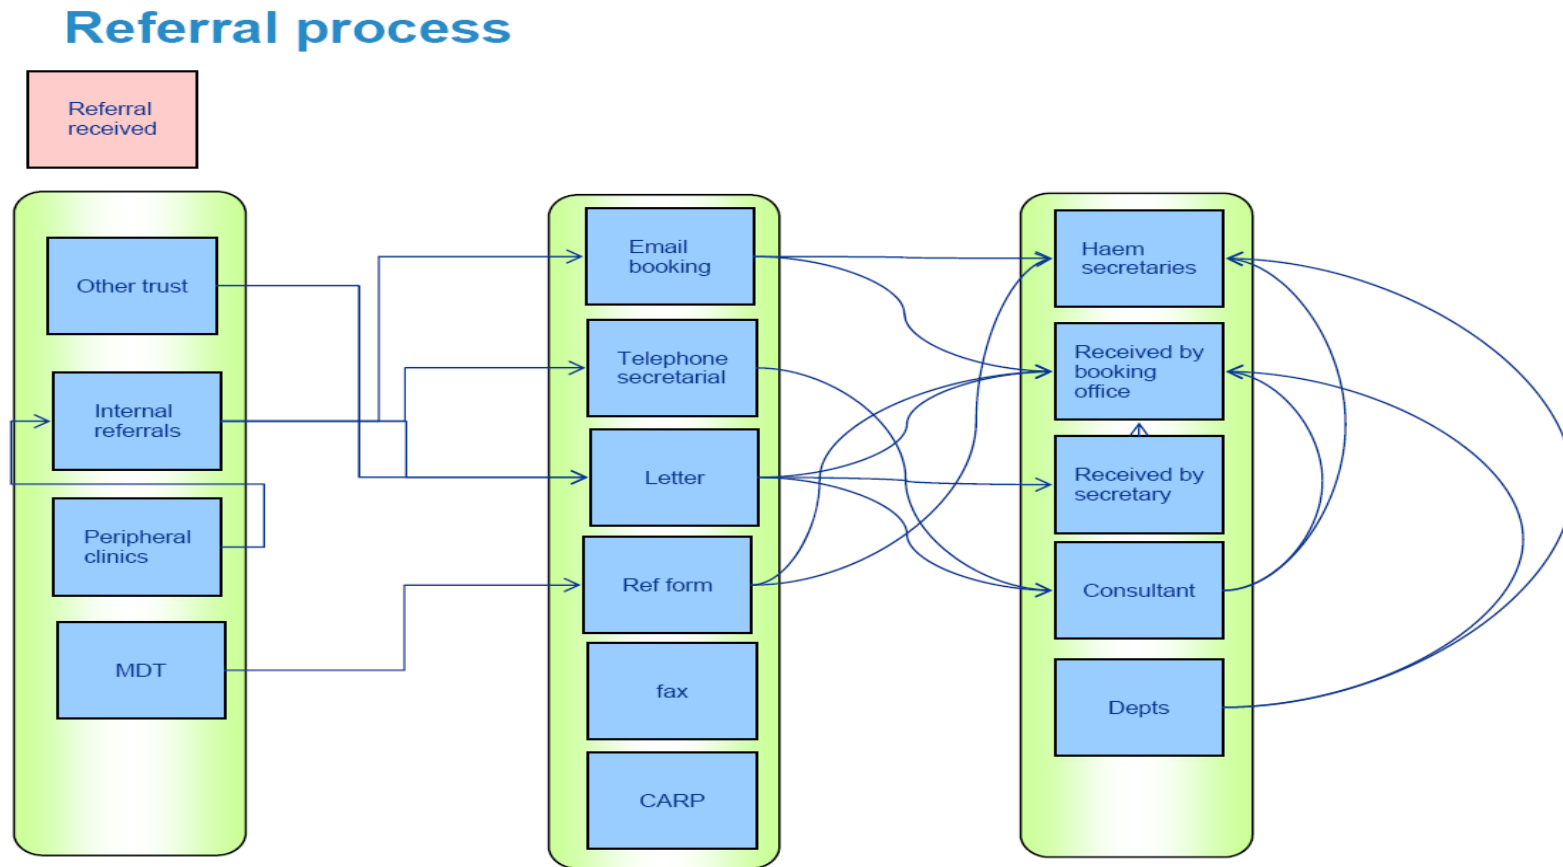 Referral process
Referral
received
Other trust
Internal
referrals
Peripheral
clinics
MDT
Email
booking
Telephone
secretarial
Letter
Ref form
fax
CARP
Haem
secretaries
Received by
booking
office
Received by
secretary
Consultant
Depts